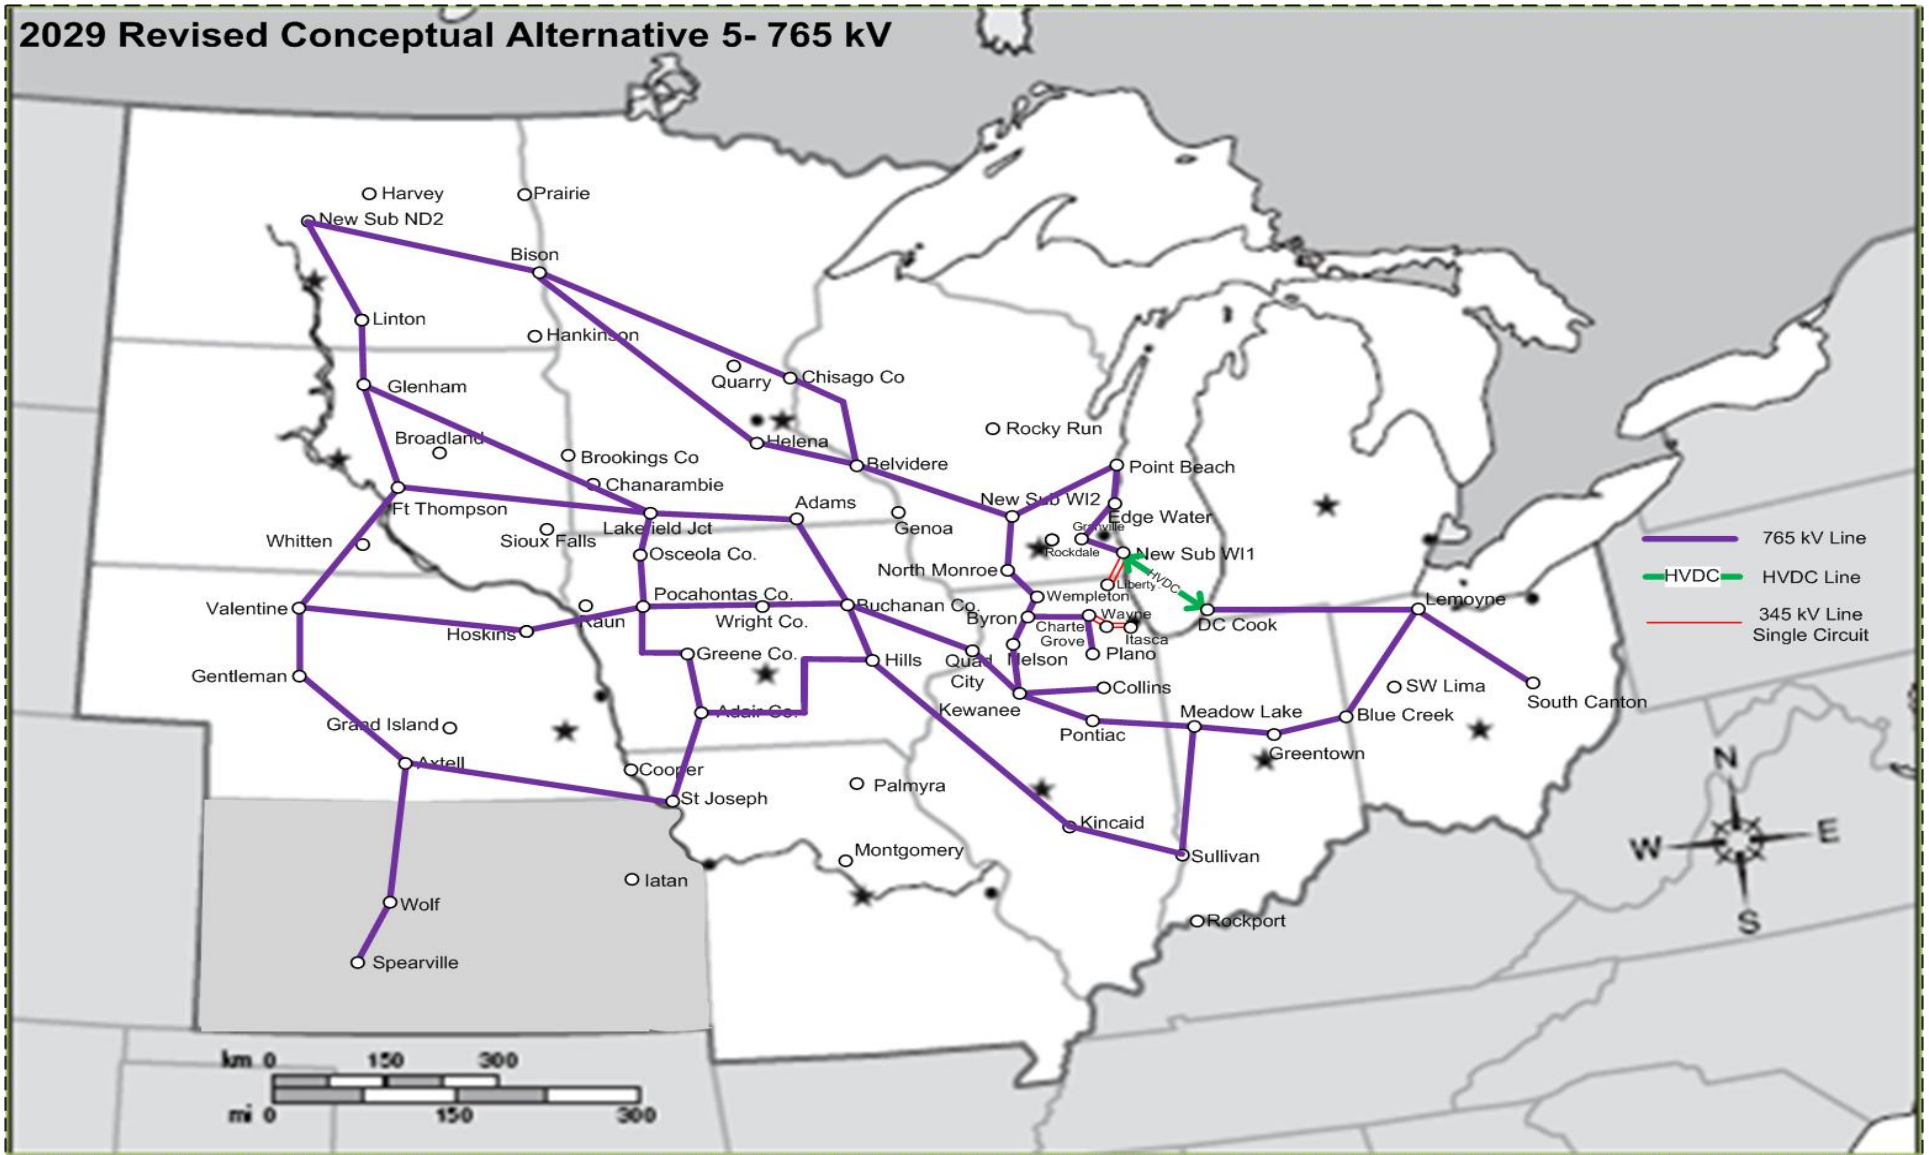 2029 Revised Conceptual Alternative 5- 765 kV
Harvey
Prairie
New Sub ND2
Bison
Linton
Hankinson
Glenham
Quarry
Chisago Co
Broadland
Helena
Rocky Run
Brookings Co
Belvidere
Point Beach
Chanarambie
Ft Thompson
Adams
New Sub WI2
Edge Water
Whitten
Sioux Falls
Lakefield Jct
Genoa
Granville
Rockdale
New Sub WI1
765 kV Line
Osceola Co.
North Monroe
HVDC
Liberty
HVDC
HVDC Line
Valentine
Pocahontas Co.
Buchanan Co.
Wempleton
Lemoyne
345 kV Line
Single Circuit
Hoskins
Raun
Wright Co.
Byron
Charter
Grove
Wayne
Itasca
DC Cook
Gentleman
Greene Co.
Hills
Quad
City
Nelson
Plano
Collins
SW Lima
South Canton
Grand Island
Adair Co.
Kewanee
Pontiac
Meadow Lake
Blue Creek
Greentown
Axtell
Cooper
St Joseph
Palmyra
Kincaid
Montgomery
Sullivan
Iatan
Wolf
Rockport
Spearville
N
W
E
S
km 0 150 300
mi 0 150 300